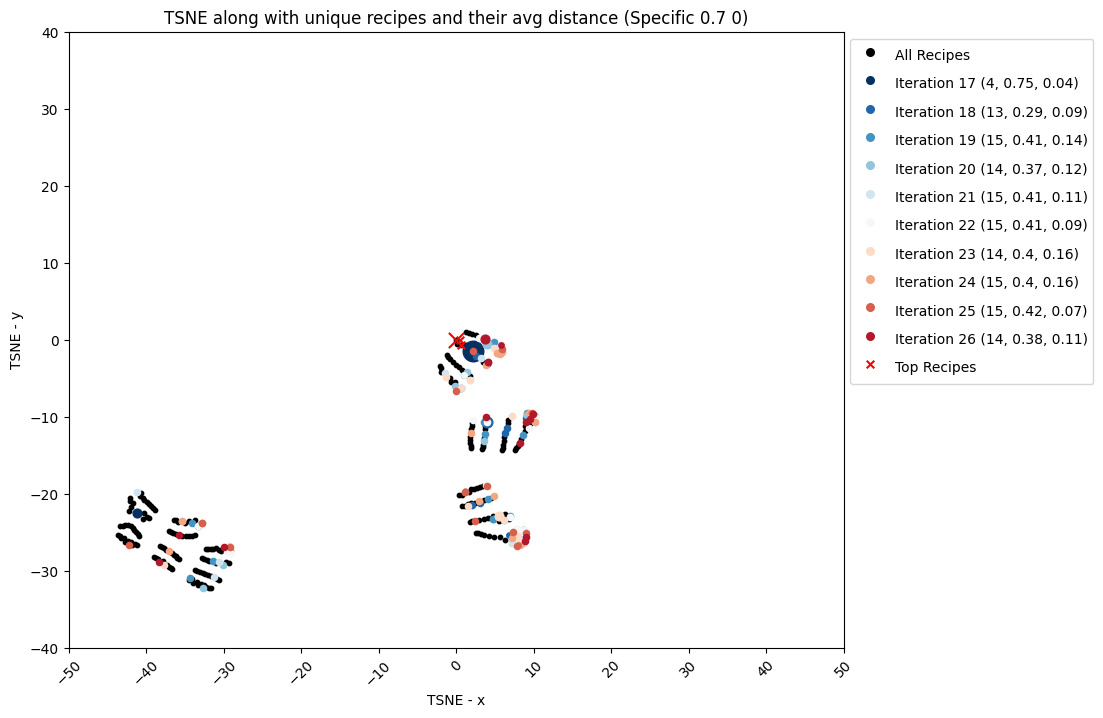 TSNE along with unique recipes and their avg distance (Specific 0.7 0)
40
30
20
10
0
−10
−20
−30
−40
TSNE - y
−50
−40
−30
−20
−10
0
10
20
30
40
50
TSNE - x
All Recipes
Iteration 17 (4, 0.75, 0.04)
Iteration 18 (13, 0.29, 0.09)
Iteration 19 (15, 0.41, 0.14)
Iteration 20 (14, 0.37, 0.12)
Iteration 21 (15, 0.41, 0.11)
Iteration 22 (15, 0.41, 0.09)
Iteration 23 (14, 0.4, 0.16)
Iteration 24 (15, 0.4, 0.16)
Iteration 25 (15, 0.42, 0.07)
Iteration 26 (14, 0.38, 0.11)
Top Recipes